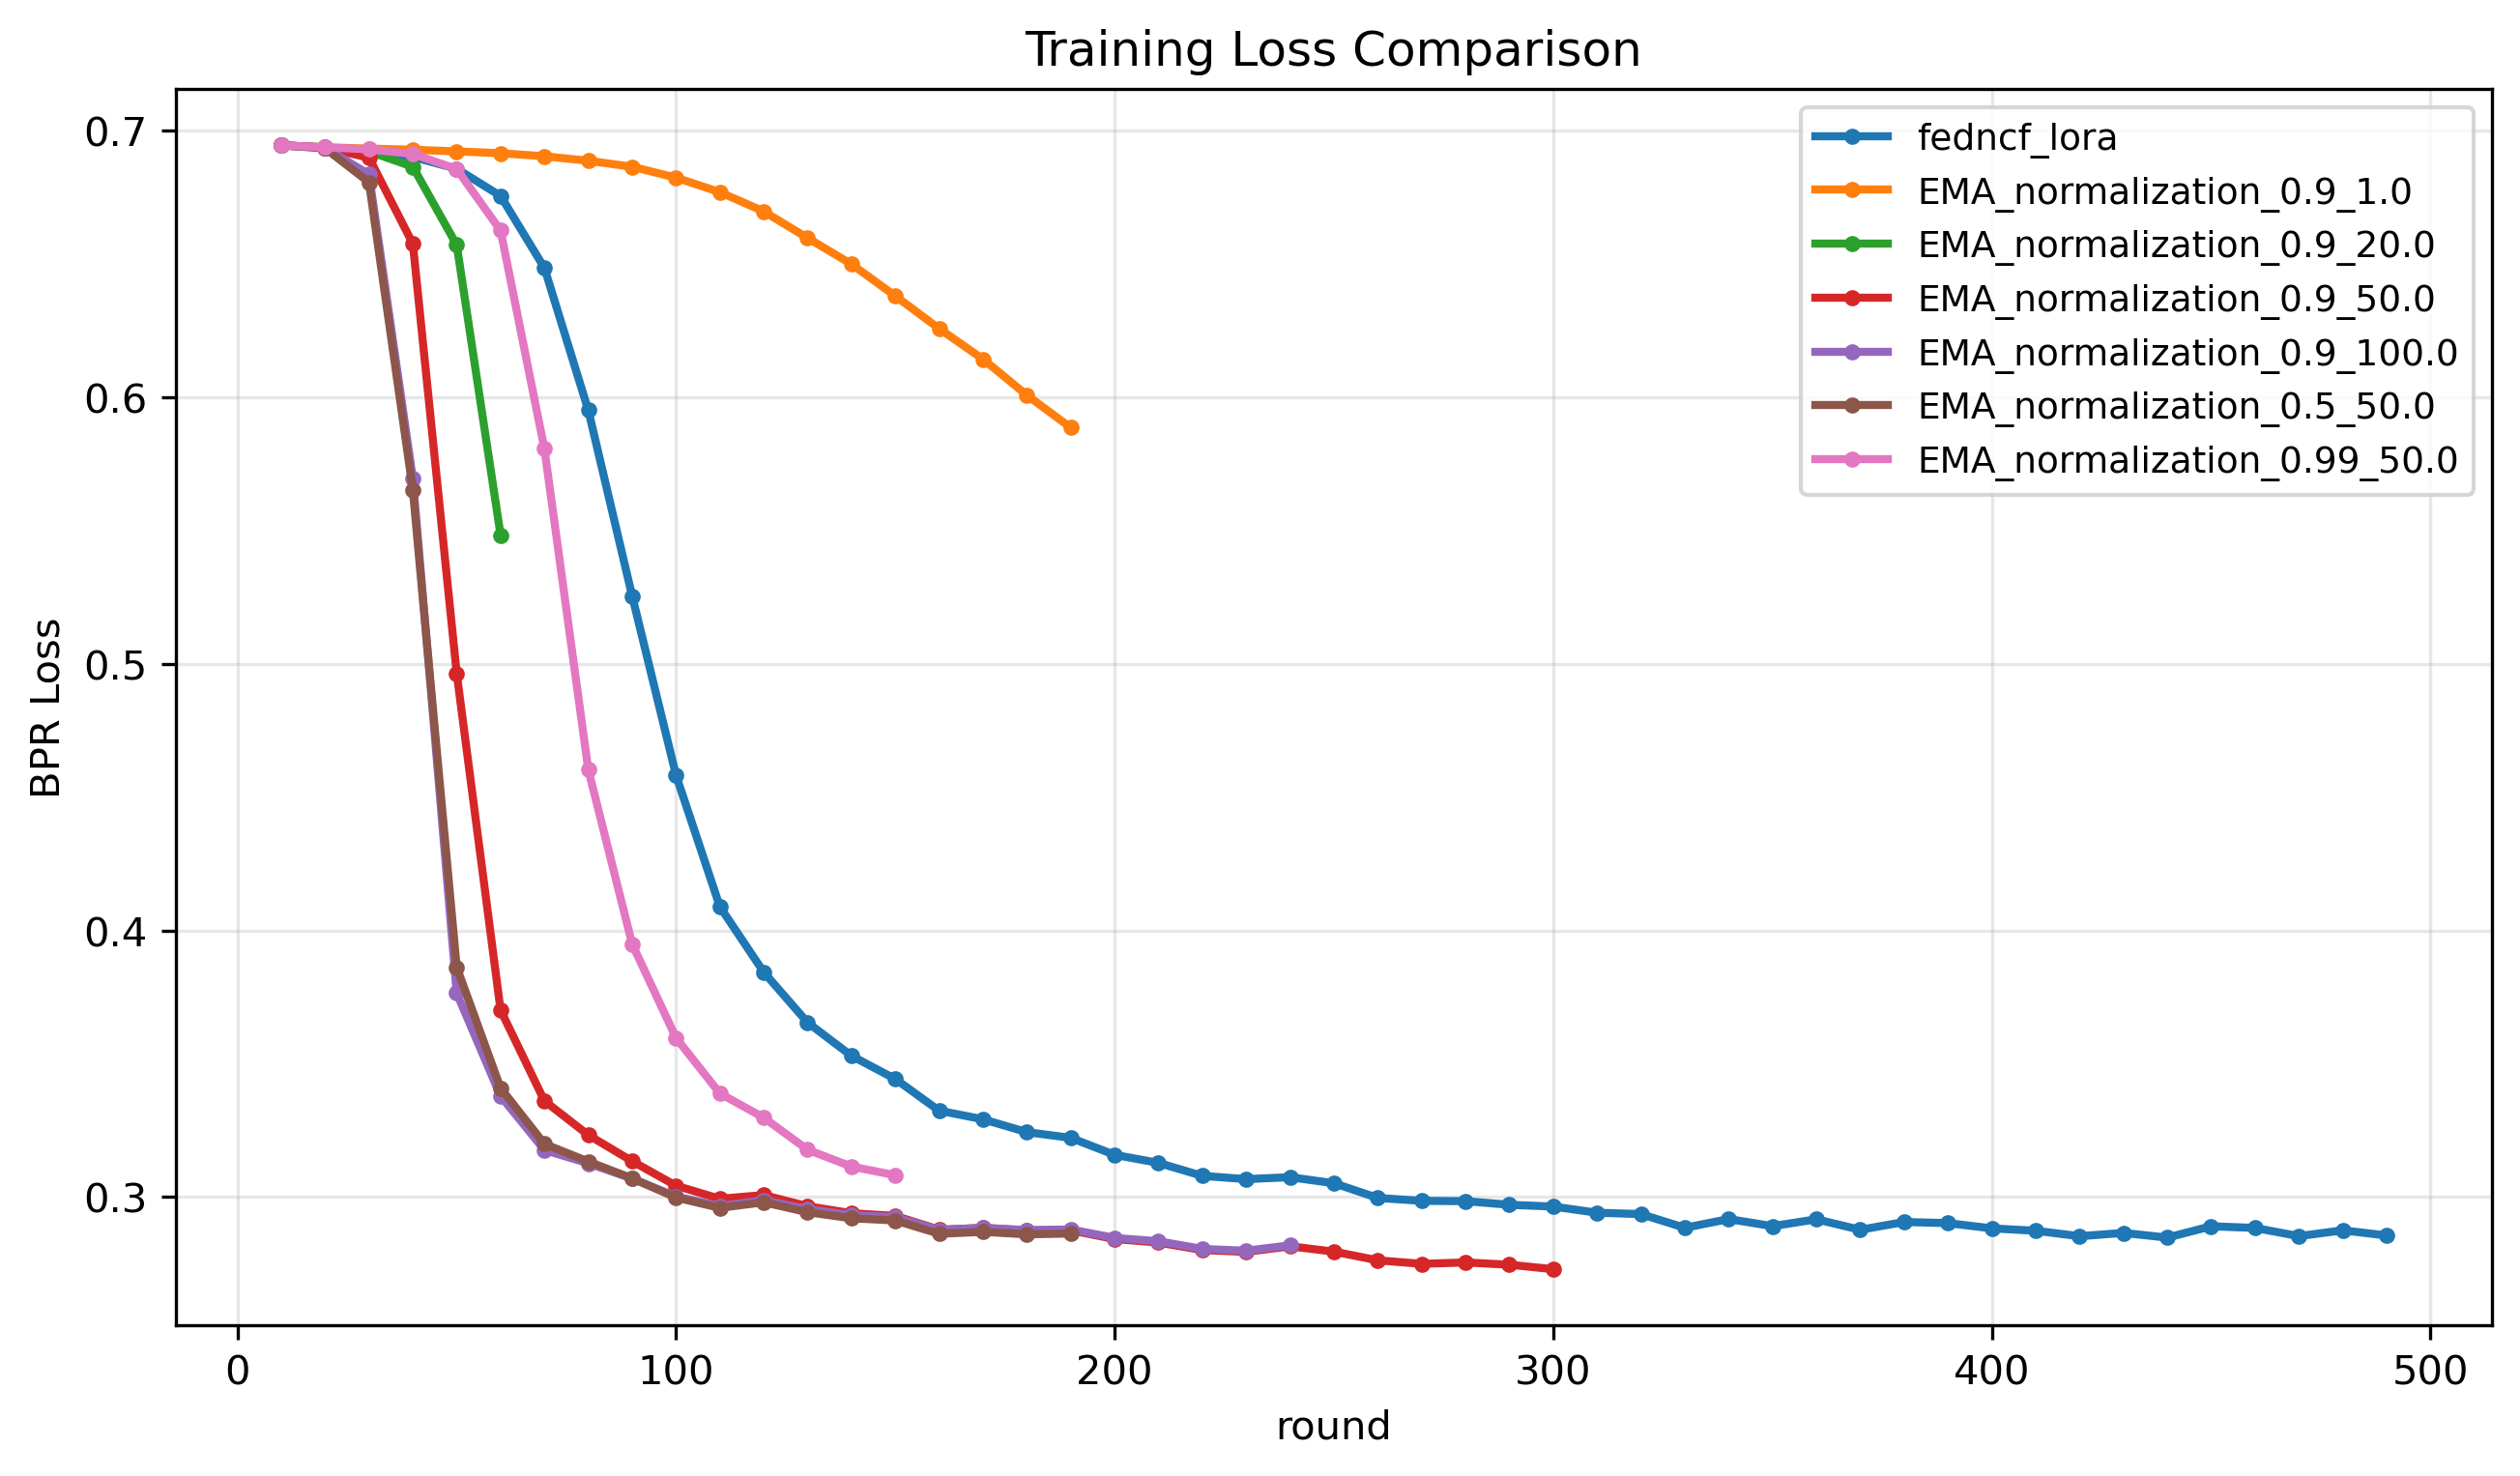 Training Loss Comparison
fedncf_lora
EMA_normalization_0.9_1.0
EMA_normalization_0.9_20.0
EMA_normalization_0.9_50.0
EMA_normalization_0.9_100.0
EMA_normalization_0.5_50.0
EMA_normalization_0.99_50.0
BPR Loss
0.7
0.6
0.5
0.4
0.3
0 100 200 300 400 500
round